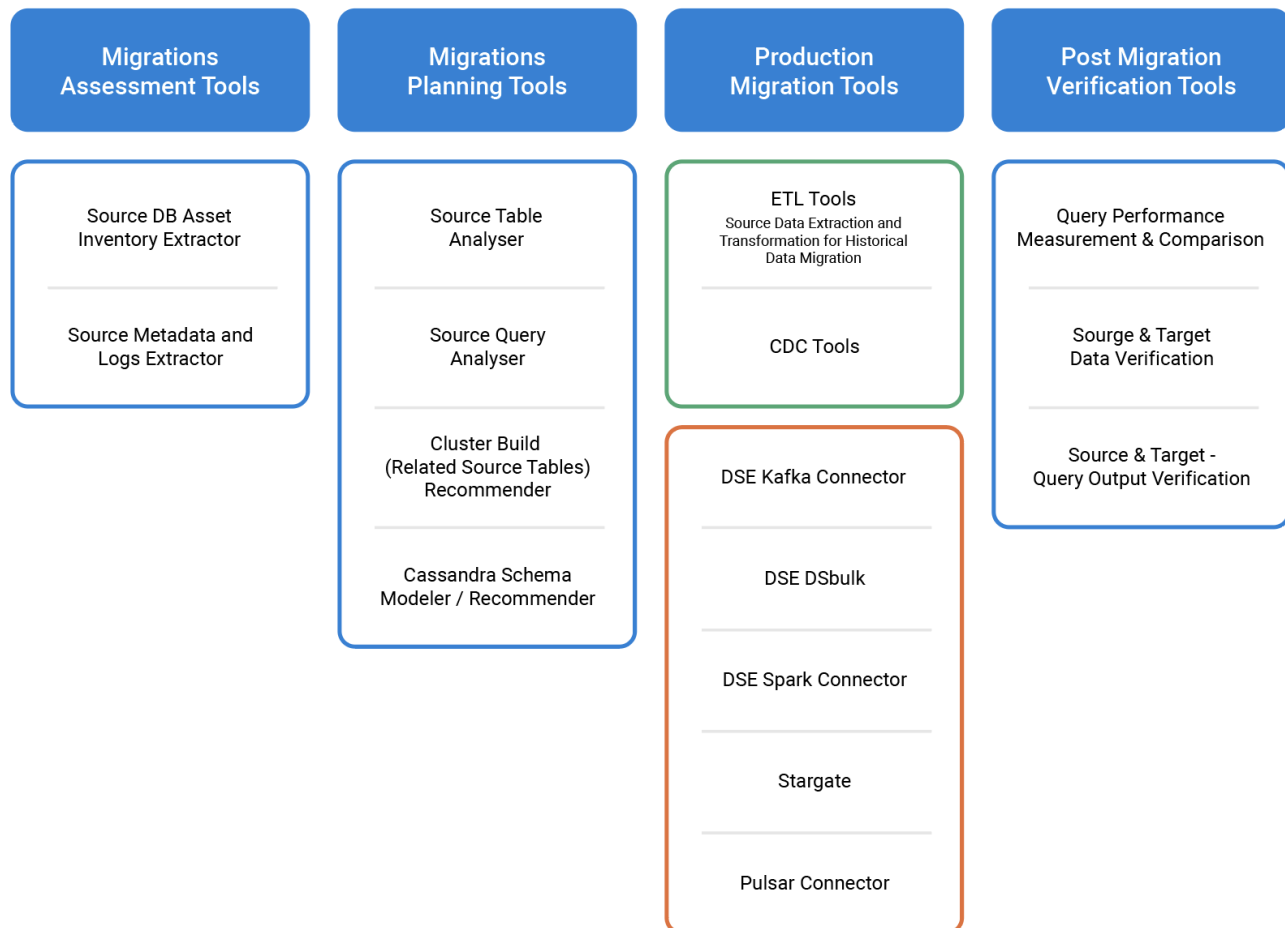 Migrations
Assessment Tools
Source DB Asset
Inventory Extractor
Source Metadata and
Logs Extractor
Migrations
Planning Tools
Source Table
Analyser
Source Query
Analyser
Cluster Build
(Related Source Tables)
Recommender
Cassandra Schema
Modeler / Recommender
Production
Migration Tools
ETL Tools
Source Data Extraction and
Transformation for Historical
Data Migration
CDC Tools
DSE Kafka Connector
DSE DSbulk
DSE Spark Connector
Stargate
Pulsar Connector
Post Migration
Verification Tools
Query Performance
Measurement & Comparison
Sourge & Target
Data Verification
Source & Target -
Query Output Verification